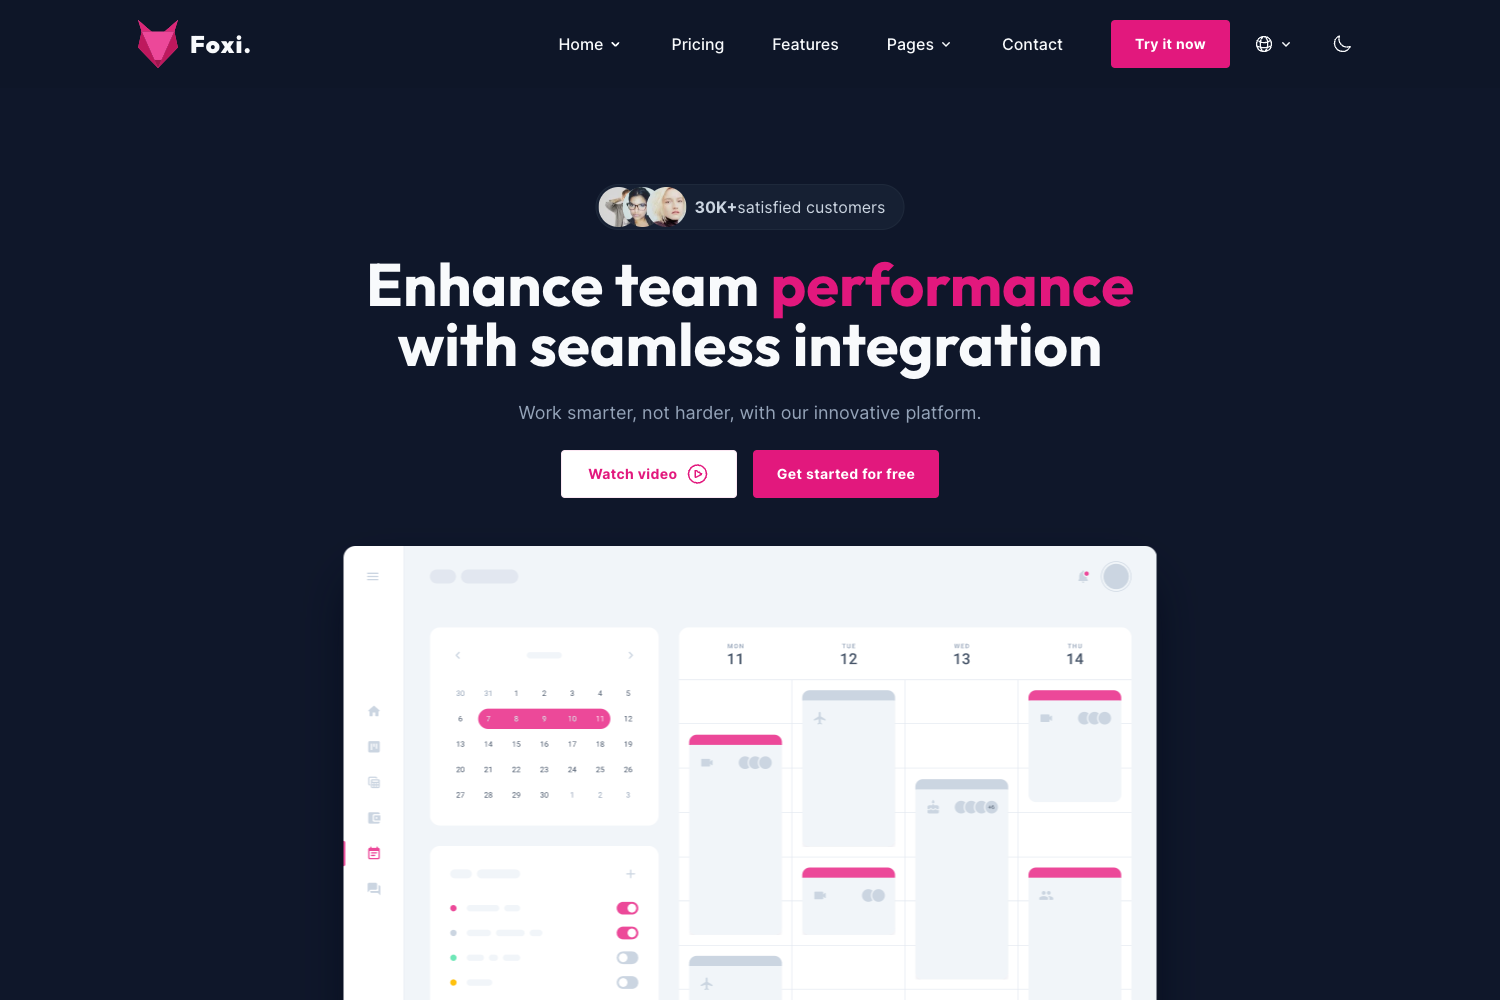 Foxi.
Home
Pricing
Features
Pages
Contact
Try it now
30K+satisfied customers
Enhance team performance
with seamless integration
Work smarter, not harder, with our innovative platform.
Watch video
Get started for free
MON TUE WED THU
11 12 13 14
30 31 1 2 3 4 5
6 7 8 9 10 11 12
13 14 15 16 17 18 19
20 21 22 23 24 25 26
27 28 29 30 1 2 3